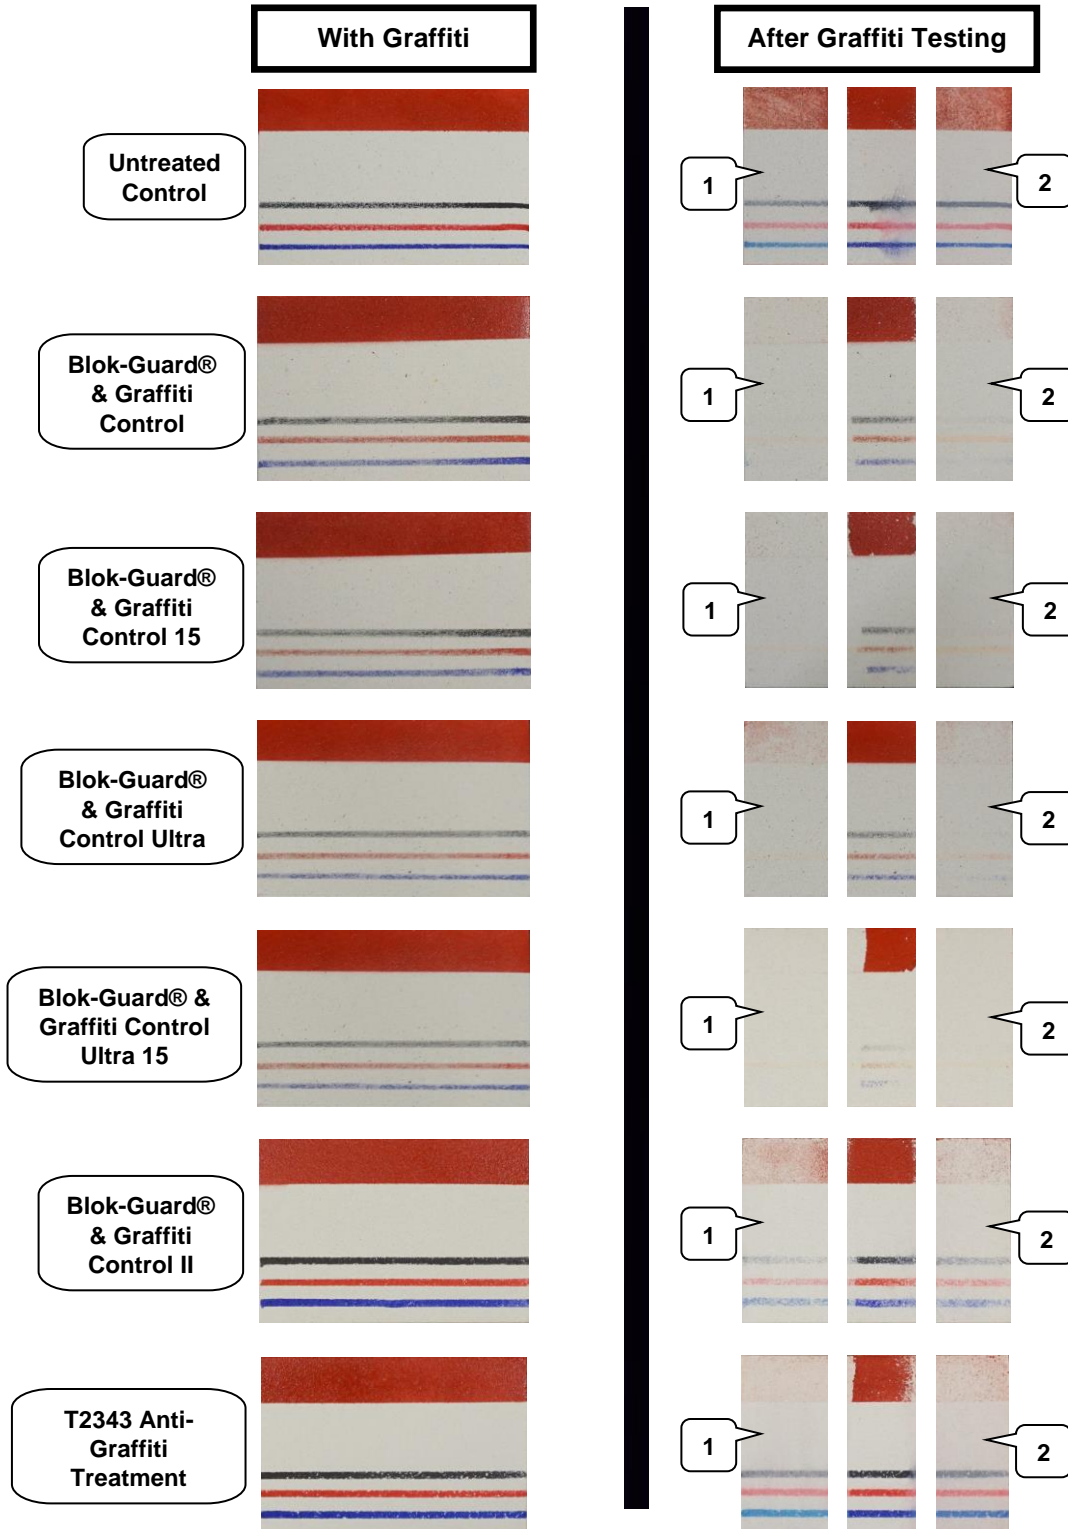 With Graffiti
After Graffiti Testing
Untreated
Control
1
2
Blok-Guard®
& Graffiti
Control
1
2
Blok-Guard®
& Graffiti
Control 15
1
2
Blok-Guard®
& Graffiti
Control Ultra
1
2
Blok-Guard® &
Graffiti Control
Ultra 15
1
2
Blok-Guard®
& Graffiti
Control II
1
2
T2343 Anti-
Graffiti
Treatment
1
2